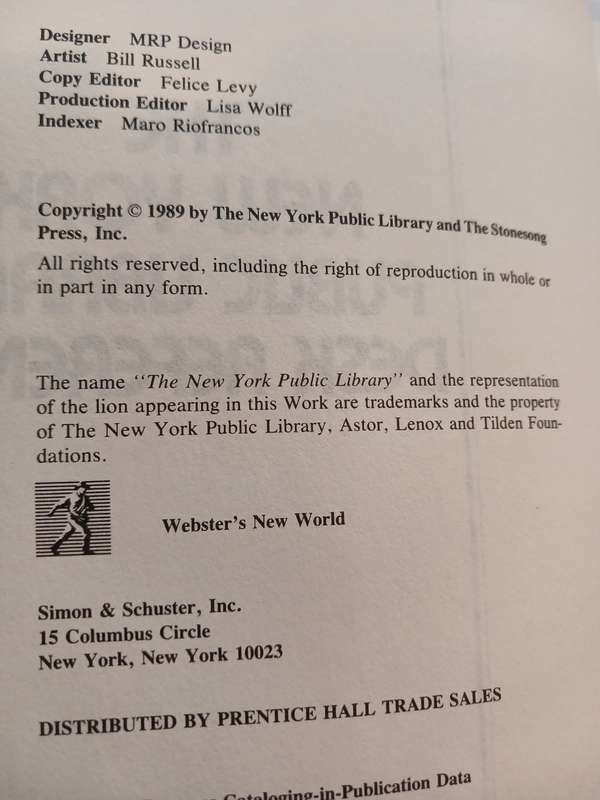 Designer MRP Design
Artist Bill Russell
Copy Editor Felice Levy
Production Editor Lisa Wolff
Indexer Maro Riofrancos
Copyright © 1989 by The New York Public Library and The Stonesong
Press, Inc.
All rights reserved, including the right of reproduction in whole or
in part in any form.
The name "The New York Public Library" and the representation
of the lion appearing in this Work are trademarks and the property
of The New York Public Library, Astor, Lenox and Tilden Foun-
dations.
Webster's New World
Simon & Schuster, Inc.
15 Columbus Circle
New York, New York 10023
DISTRIBUTED BY PRENTICE HALL TRADE SALES
Cataloging-in-Publication Data